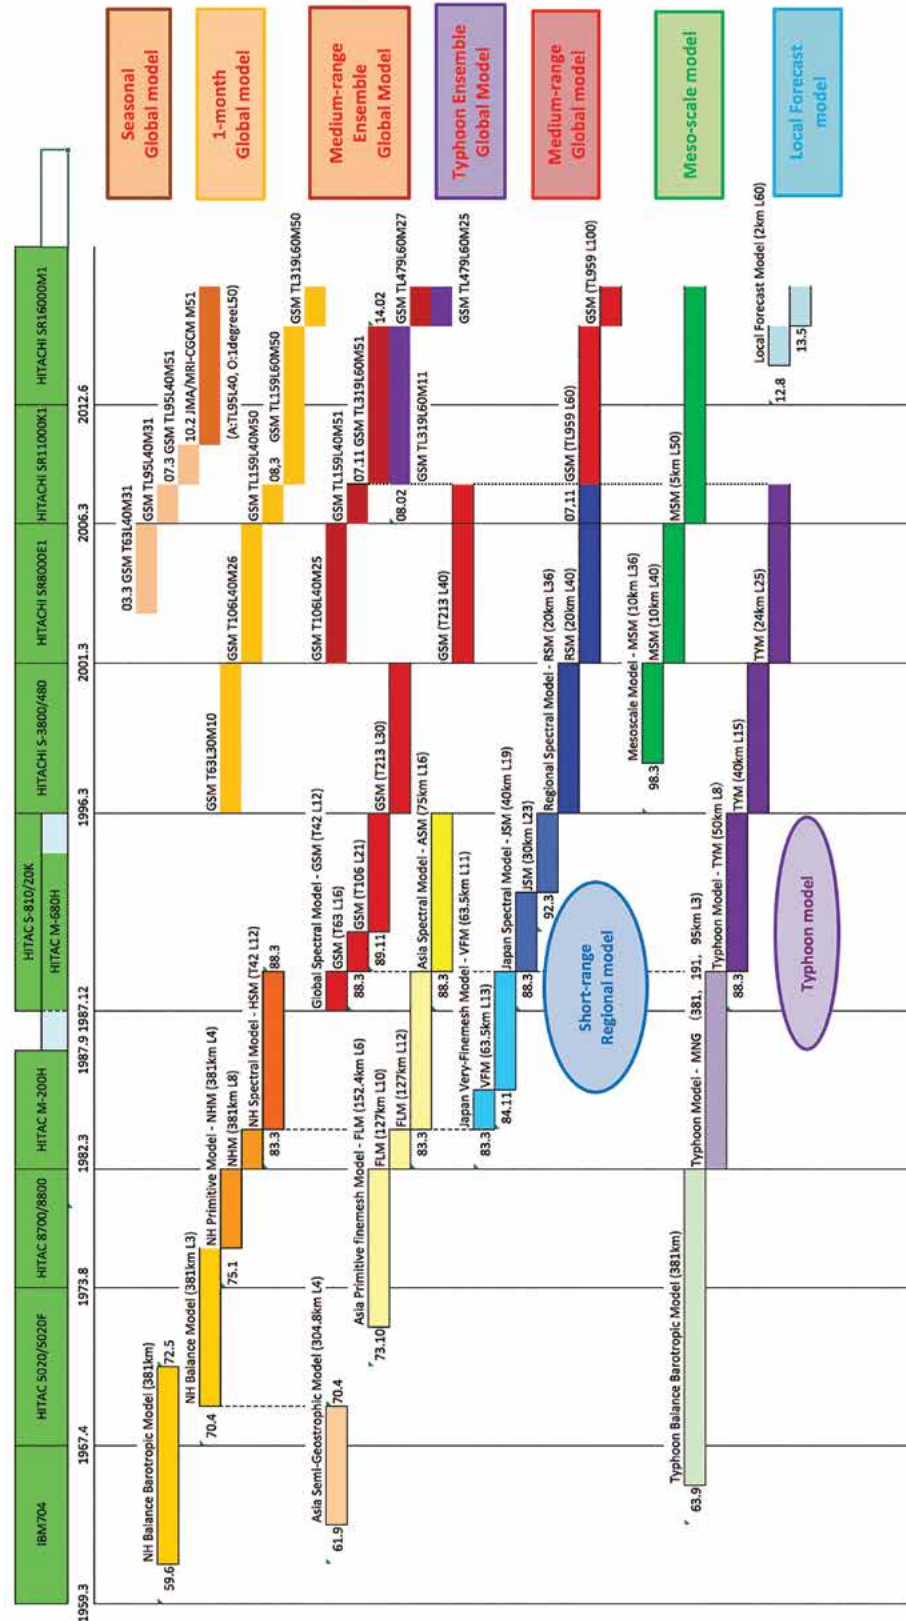 IBM704
HITAC 5020/5020F
HITAC 8700/8800
HITAC M-200H
HITAC S-810/20K
HITAC M-680H
HITACHI S-3800/480
HITACHI SR8000E1
HITACHI SR11000K1
HITACHI SR16000M1
1959.3
1967.4
1973.8
1982.3
1987.9
1987.12
1996.3
2001.3
2006.3
2012.6
NH Balance Barotropic Model (381km)
59.6
72.5
NH Balance Model (381km L3)
70.4
NH Primitive Model - NHM (381km L4)
75.1
NHM (381km L8)
NH Spectral Model - HSM (T42 L12)
83.3
88.3
03.3 GSM T63L40M31
GSM TL95L40M31
07.3 GSM TL95L40M51
10.2 JMA/MRI-CGCM M51
(A:TL95L40, O:1degreeL50)
Seasonal
Global model
GSM T63L30M10
GSM T106L40M26
GSM TL159L40M50
08,3
GSM TL159L60M50
GSM TL319L60M50
1-month
Global model
Asia Semi-Geostrophic Model (304.8km L4)
61.9
70.4
Global Spectral Model - GSM (T42 L12)
88.3
GSM (T63 L16)
89.11
GSM (T106 L21)
GSM (T213 L30)
GSM T106L40M25
GSM TL159L40M51
07.11 GSM TL319L60M51
14.02
08.02
GSM TL319L60M11
GSM TL479L60M27
GSM TL479L60M25
Medium-range
Ensemble
Global Model
Typhoon Ensemble
Global Model
Asia Primitive finemesh Model - FLM (152.4km L6)
73.10
FLM (127km L10)
FLM (127km L12)
83.3
Asia Spectral Model - ASM (75km L16)
88.3
GSM (T213 L40)
Japan Very-Finemesh Model - VFM (63.5km L11)
83.3
VFM (63.5km L13)
84.11
Japan Spectral Model - JSM (40km L19)
88.3
JSM (30km L23)
92.3
Regional Spectral Model - RSM (20km L36)
RSM (20km L40)
07,11
GSM (TL959 L60)
GSM (TL959 L100)
Medium-range
Global model
Short-range
Regional model
Mesoscale Model - MSM (10km L36)
98.3
MSM (10km L40)
MSM (5km L50)
Meso-scale model
Typhoon Balance Barotropic Model (381km)
63.9
Typhoon Model - MNG (381, 191, 95km L3)
Typhoon Model - TYM (50km L8)
88.3
TYM (40km L15)
TYM (24km L25)
Typhoon model
Local Forecast Model (2km L60)
12.8
13.5
Local Forecast
model